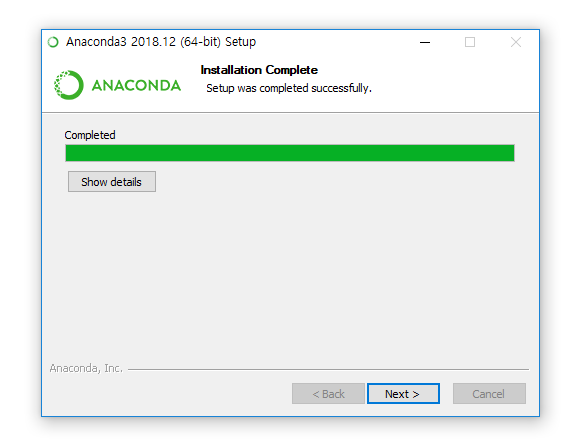 Anaconda3 2018.12 (64-bit) Setup
ANACONDA
Installation Complete
Setup was completed successfully.
Completed
Show details
Anaconda, Inc.
< Back
Next >
Cancel